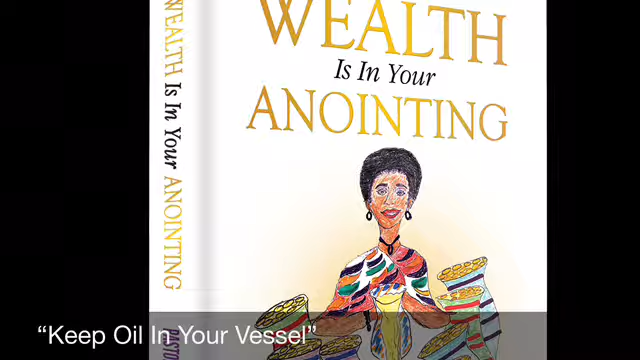 WEALTH
Is In Your
ANOINTING
WEALTH Is In Your ANOINTING
“Keep Oil In Your Vessel”